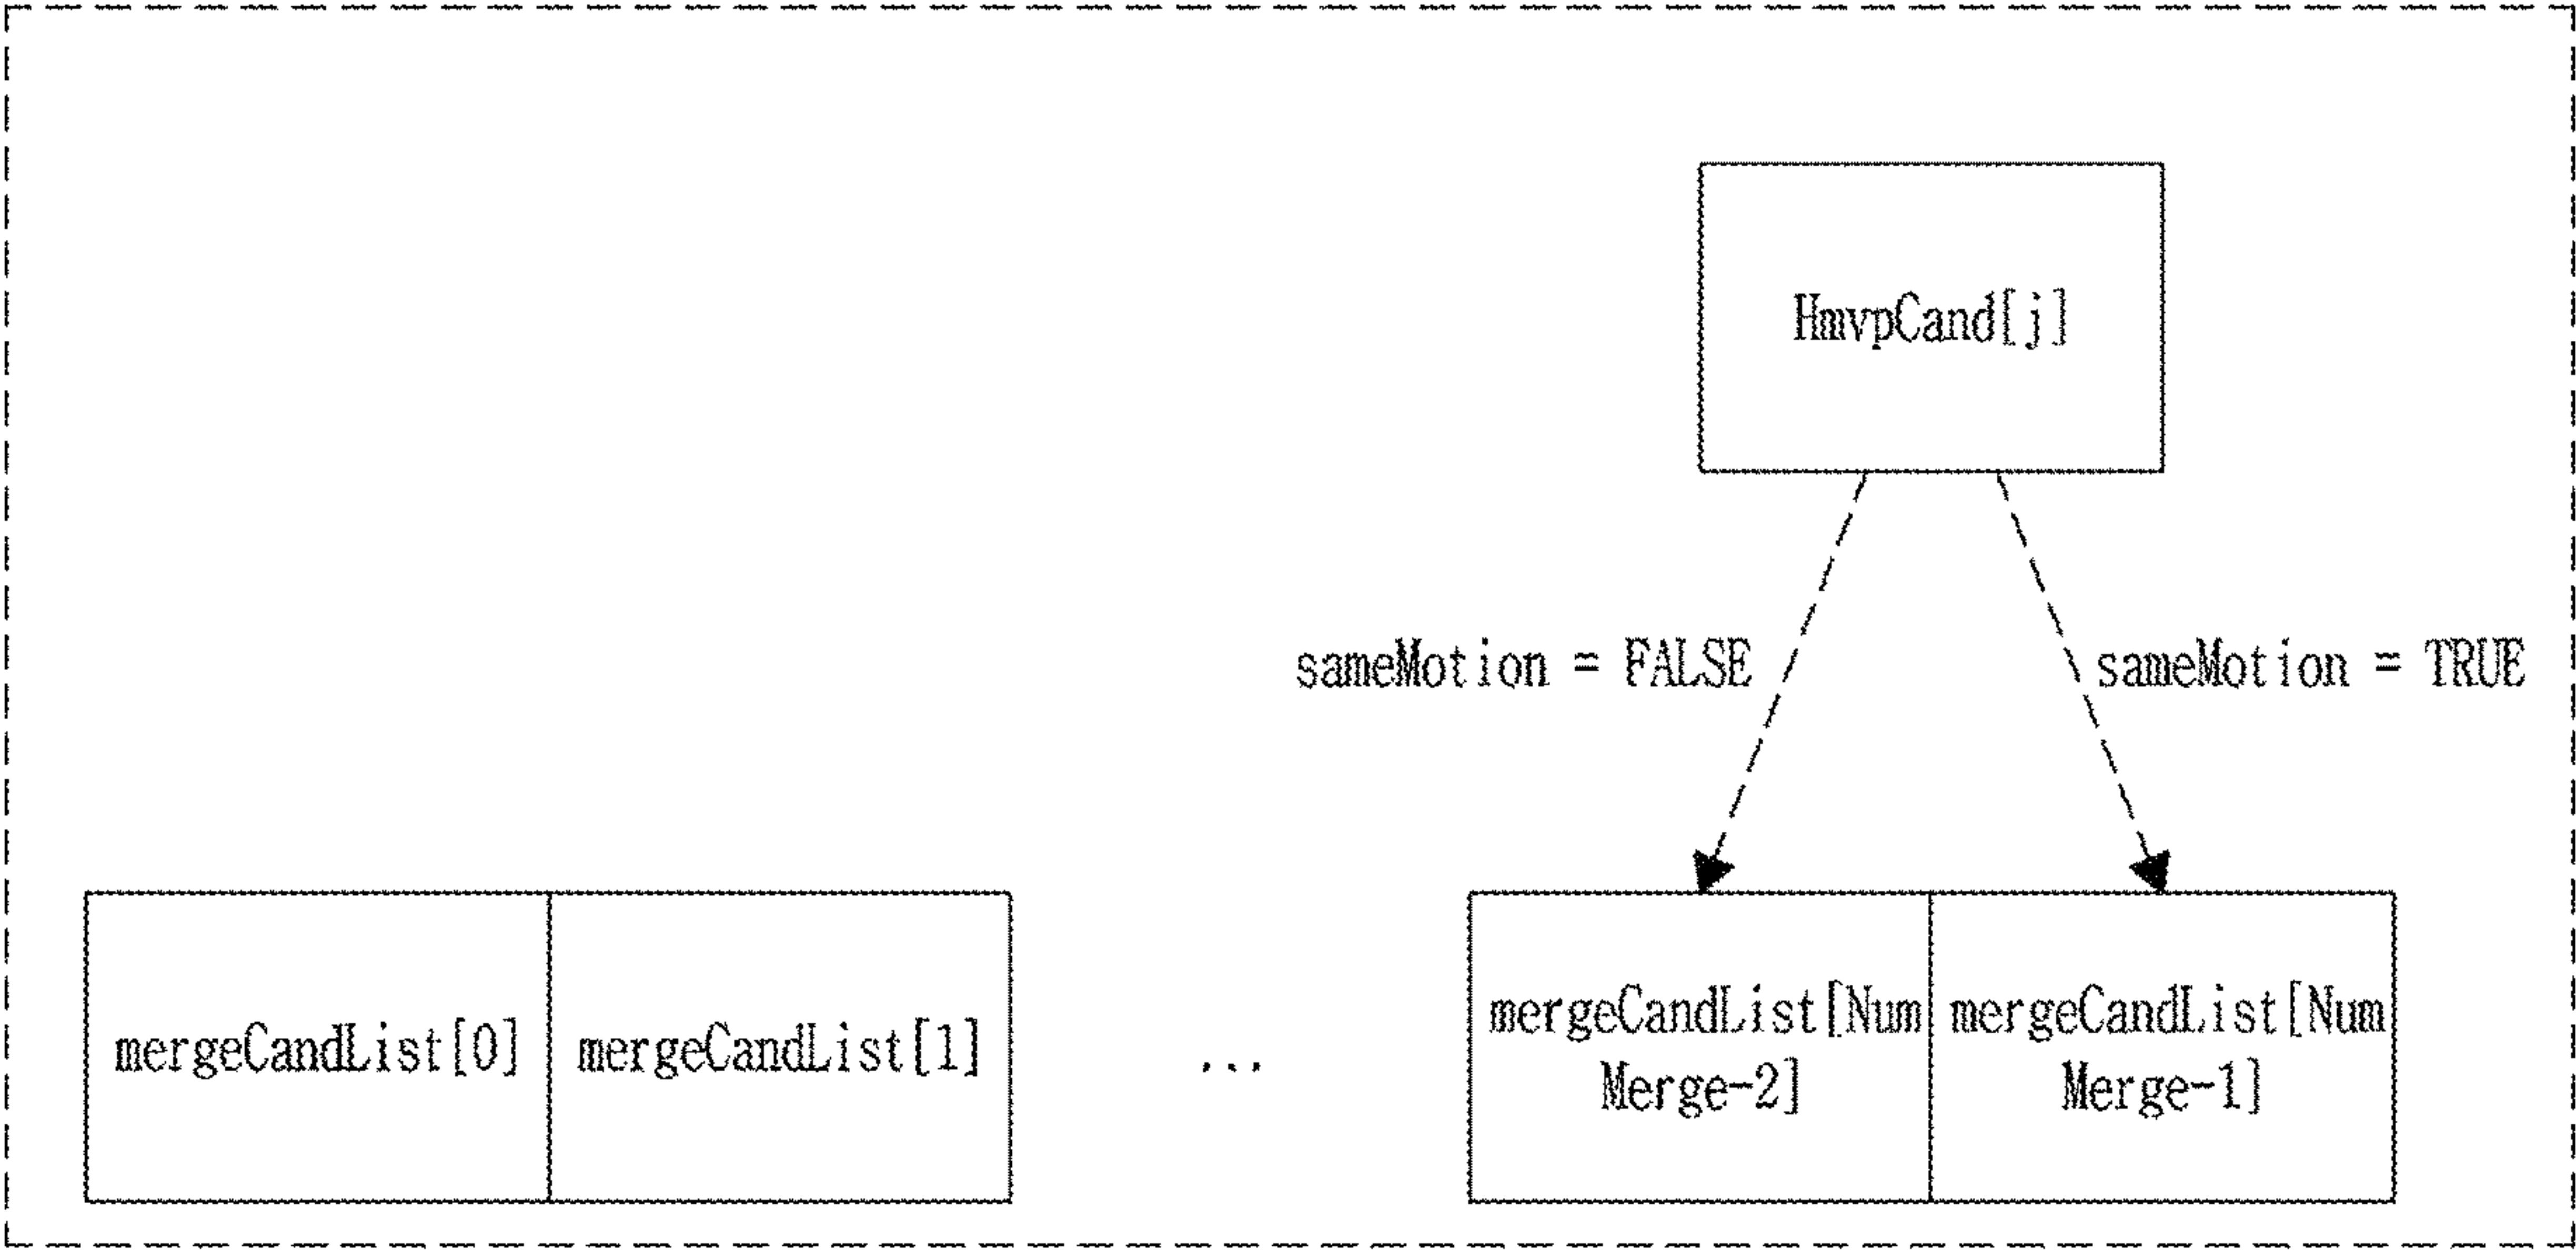 HmvpCand[j]
sameMotion = FALSE
sameMotion = TRUE
mergeCandList[0]
mergeCandList[1]
...
mergeCandList[Num
Merge-2]
mergeCandList[Num
Merge-1]